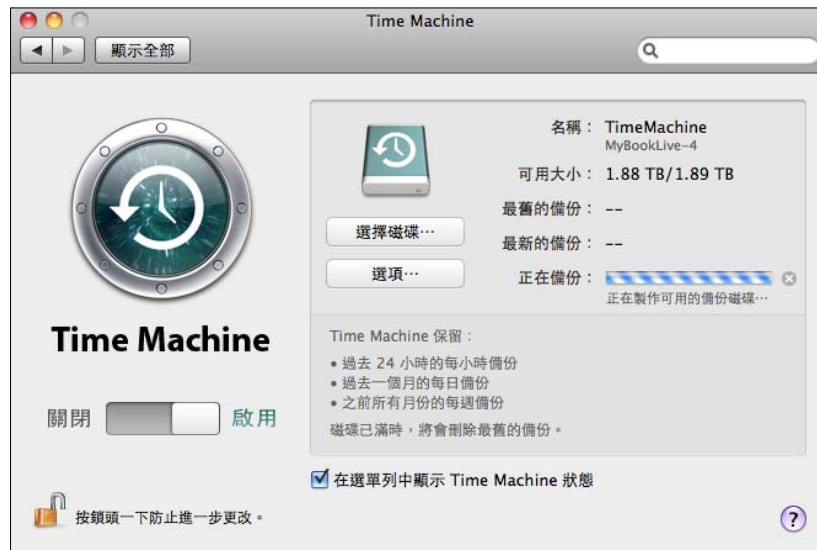 Time Machine
顯示全部
名稱： TimeMachine
MyBookLive-4
可用大小： 1.88 TB/1.89 TB
最舊的備份： --
最新的備份： --
選擇磁碟…
選項…
正在備份：
正在製作可用的備份磁碟…
Time Machine
關閉 啟用
Time Machine 保留：
• 過去 24 小時的每小時備份
• 過去一個月的每日備份
• 之前所有月份的每週備份
磁碟已滿時，將會刪除最舊的備份。
在選單列中顯示 Time Machine 狀態
按鎖頭一下防止進一步更改。
?